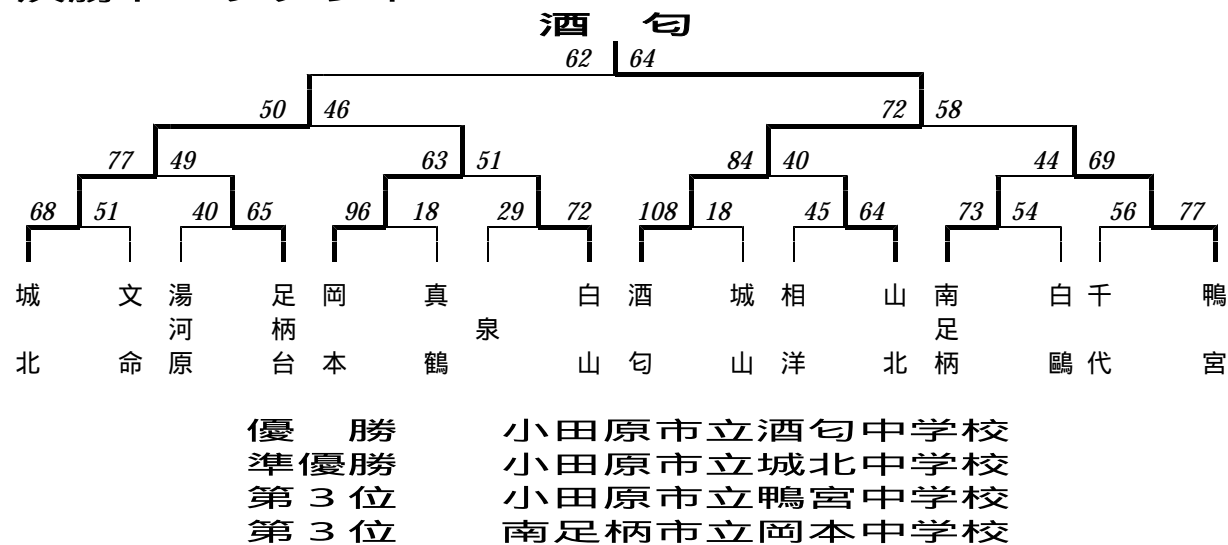 酒匂
62 64
50 46 72 58
77 49 63 51 84 40 44 69
68 51 40 65 96 18 29 72 108 18 45 64 73 54 56 77
城北 文命 湯河原 足柄台 岡本 真鶴 泉 白山 酒匂 城山 相洋 山北 南足柄 白鷗 千代 鴨宮
優勝 小田原市立酒匂中学校
準優勝 小田原市立城北中学校
第3位 小田原市立鴨宮中学校
第3位 南足柄市立岡本中学校